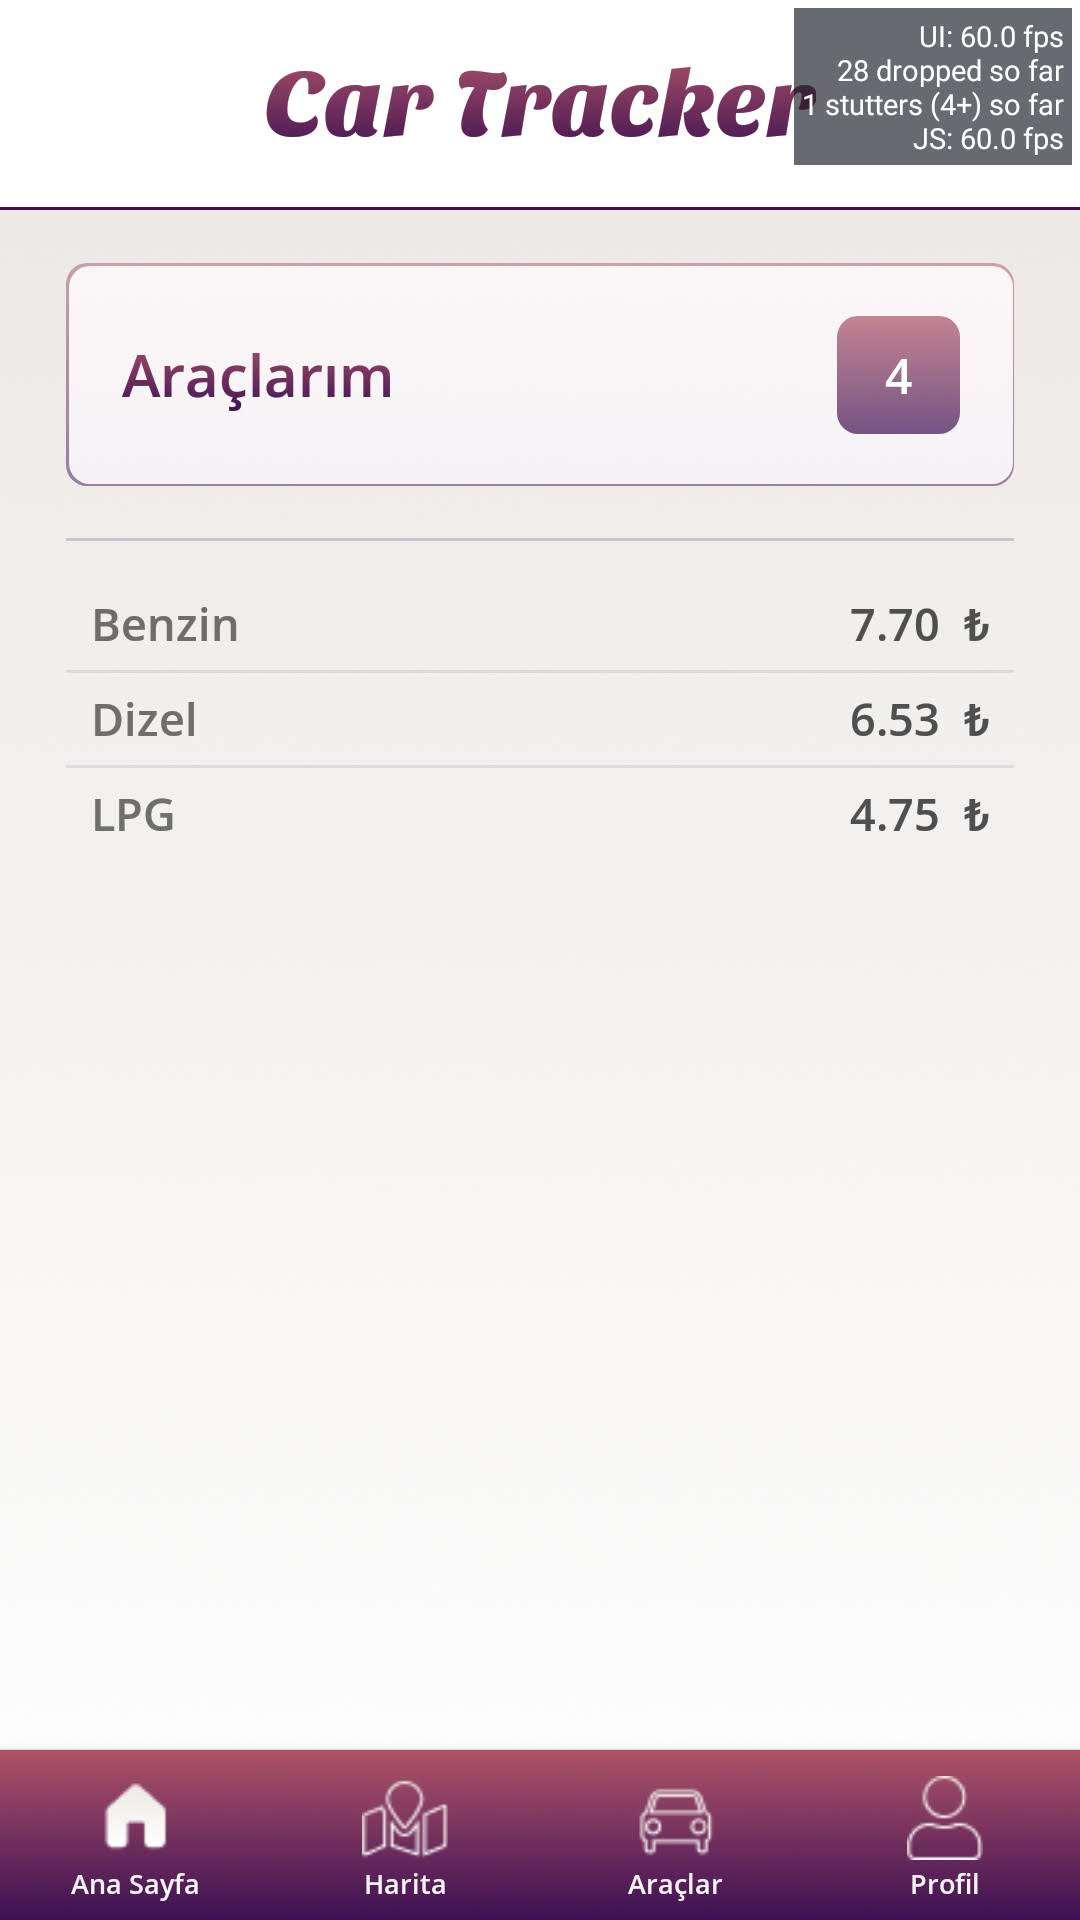 Car Tracker
UI: 60.0 fps
28 dropped so far
1 stutters (4+) so far
JS: 60.0 fps
Araçlarım 4
Benzin 7.70 ₺
Dizel 6.53 ₺
LPG 4.75 ₺
Ana Sayfa Harita Araçlar Profil